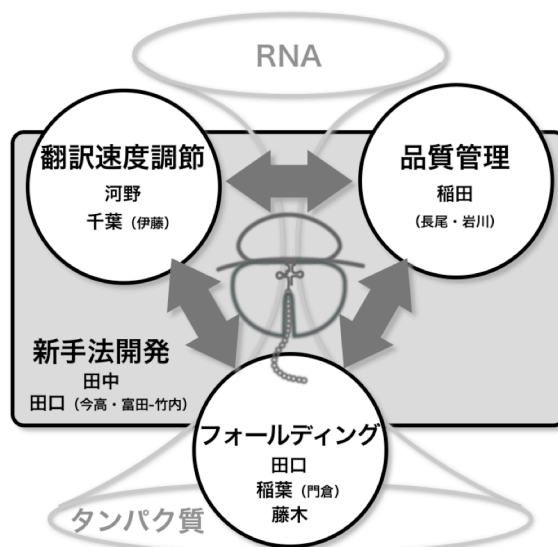 RNA
翻訳速度調節
河野
千葉（伊藤）
品質管理
稲田
（長尾・岩川）
新手法開発
田中
田口（今高・富田-竹内）
フォールディング
田口
稲葉（門倉）
藤木
タンパク質